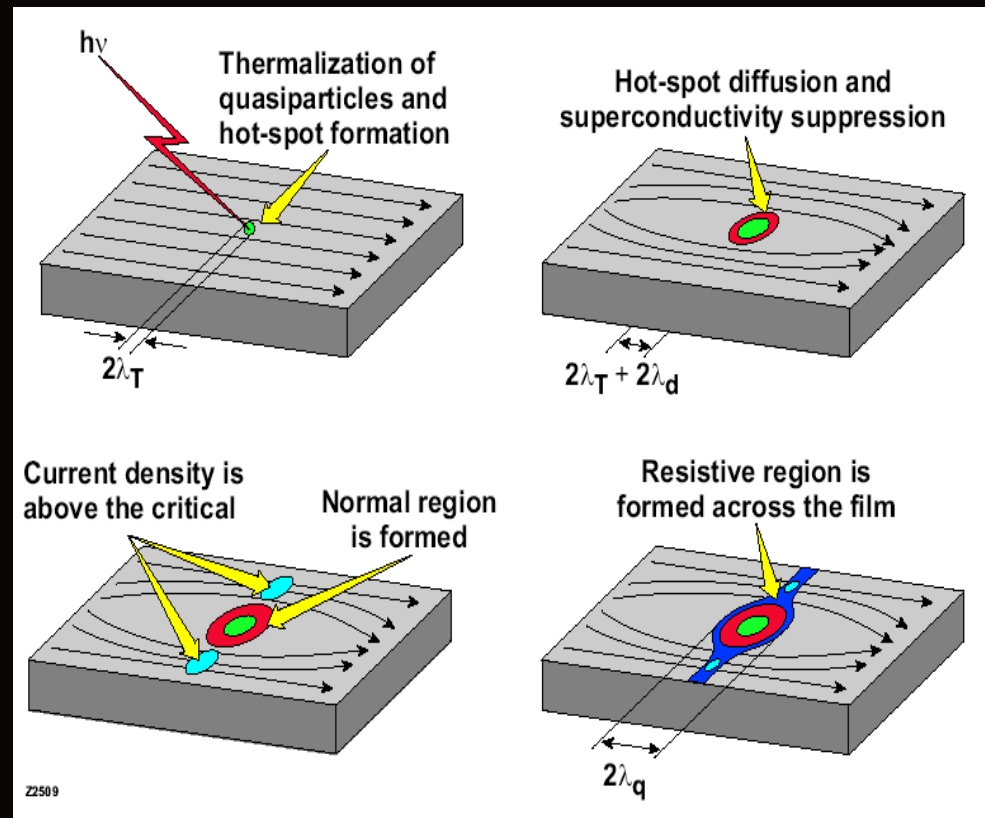 hν
Thermalization of
quasiparticles and
hot-spot formation
2λT
Hot-spot diffusion and
superconductivity suppression
2λT + 2λd
Current density is
above the critical
Normal region
is formed
Resistive region is
formed across the film
2λq
Z2509